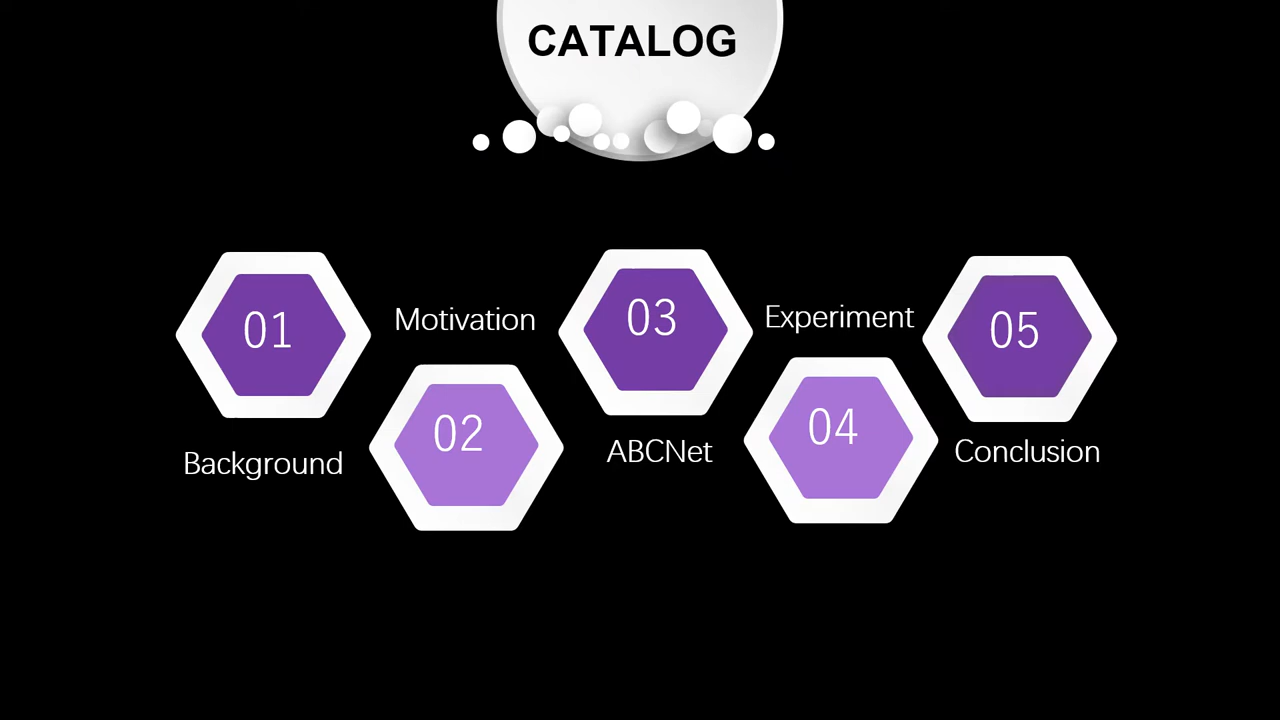 CATALOG
01
Background
Motivation
02
03
ABCNet
Experiment
04
05
Conclusion